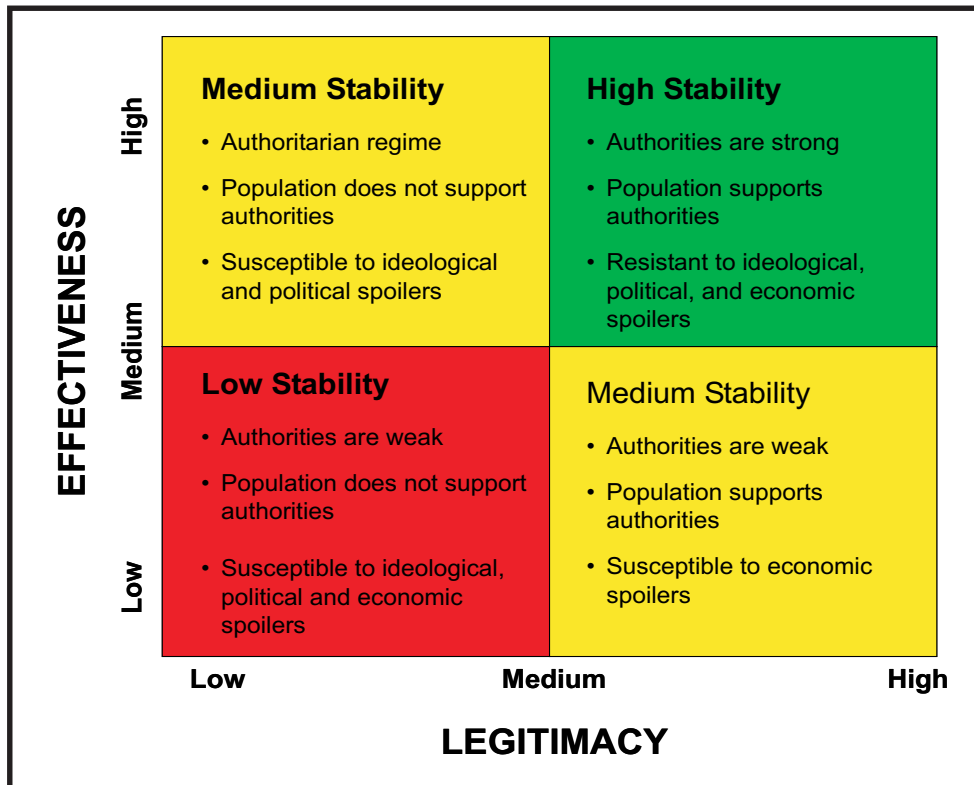 EFFECTIVENESS
High
Medium
Low
Medium Stability
• Authoritarian regime
• Population does not support
authorities
• Susceptible to ideological
and political spoilers
High Stability
• Authorities are strong
• Population supports
authorities
• Resistant to ideological,
political, and economic
spoilers
Low Stability
• Authorities are weak
• Population does not support
authorities
• Susceptible to ideological,
political and economic
spoilers
Medium Stability
• Authorities are weak
• Population supports
authorities
• Susceptible to economic
spoilers
Low
Medium
High
LEGITIMACY